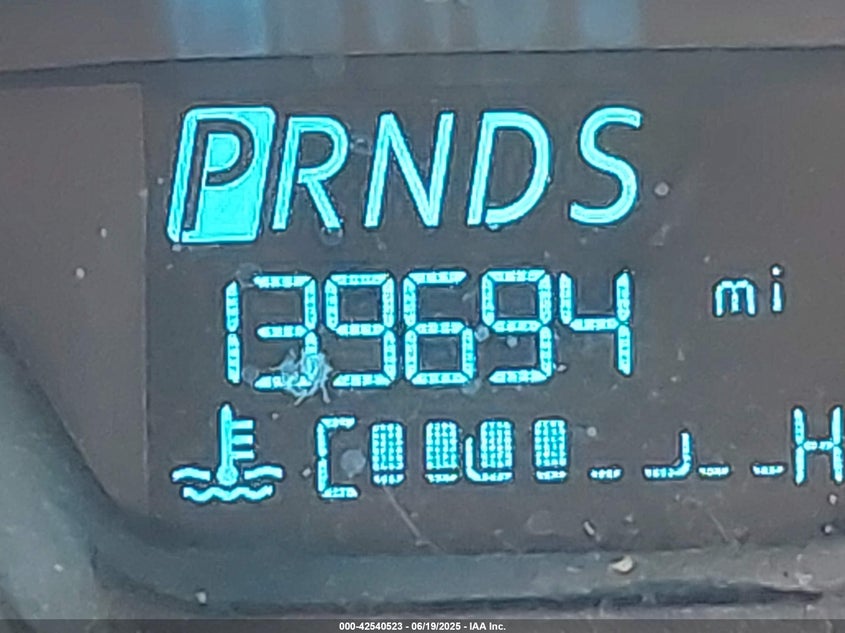 PRNDS
139694 mi
C H
000-42540523 - 06/19/2025 - IAA Inc.